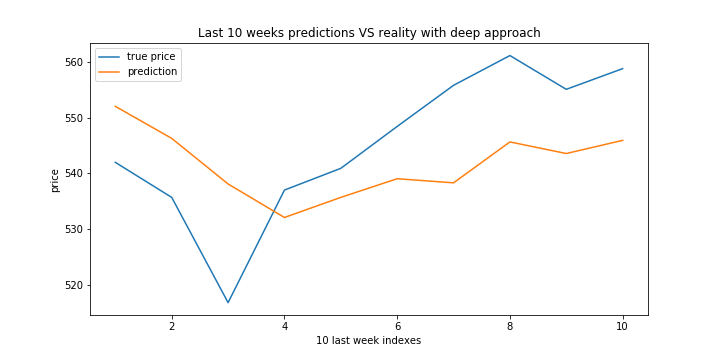 Last 10 weeks predictions VS reality with deep approach
true price
prediction
560
550
540
530
520
price
2 4 6 8 10
10 last week indexes